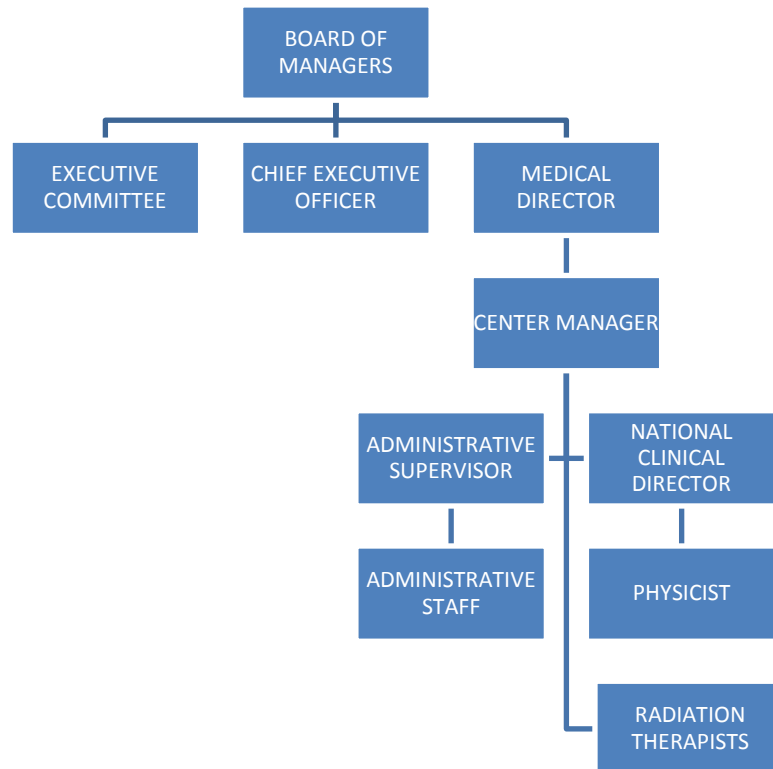 BOARD OF
MANAGERS
EXECUTIVE
COMMITTEE
CHIEF EXECUTIVE
OFFICER
MEDICAL
DIRECTOR
CENTER MANAGER
ADMINISTRATIVE
SUPERVISOR
NATIONAL
CLINICAL
DIRECTOR
ADMINISTRATIVE
STAFF
PHYSICIST
RADIATION
THERAPISTS